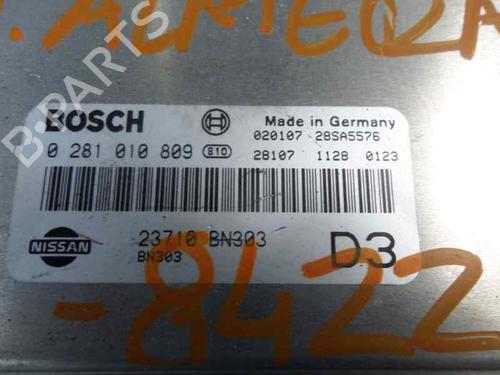 N. ALMERA
BOSCH
Made in Germany
020107 28SA5576
0 281 010 809 810
28107 1128 0123
NISSAN
23710 BN303
BN303
D3
-8422
B-PARTS